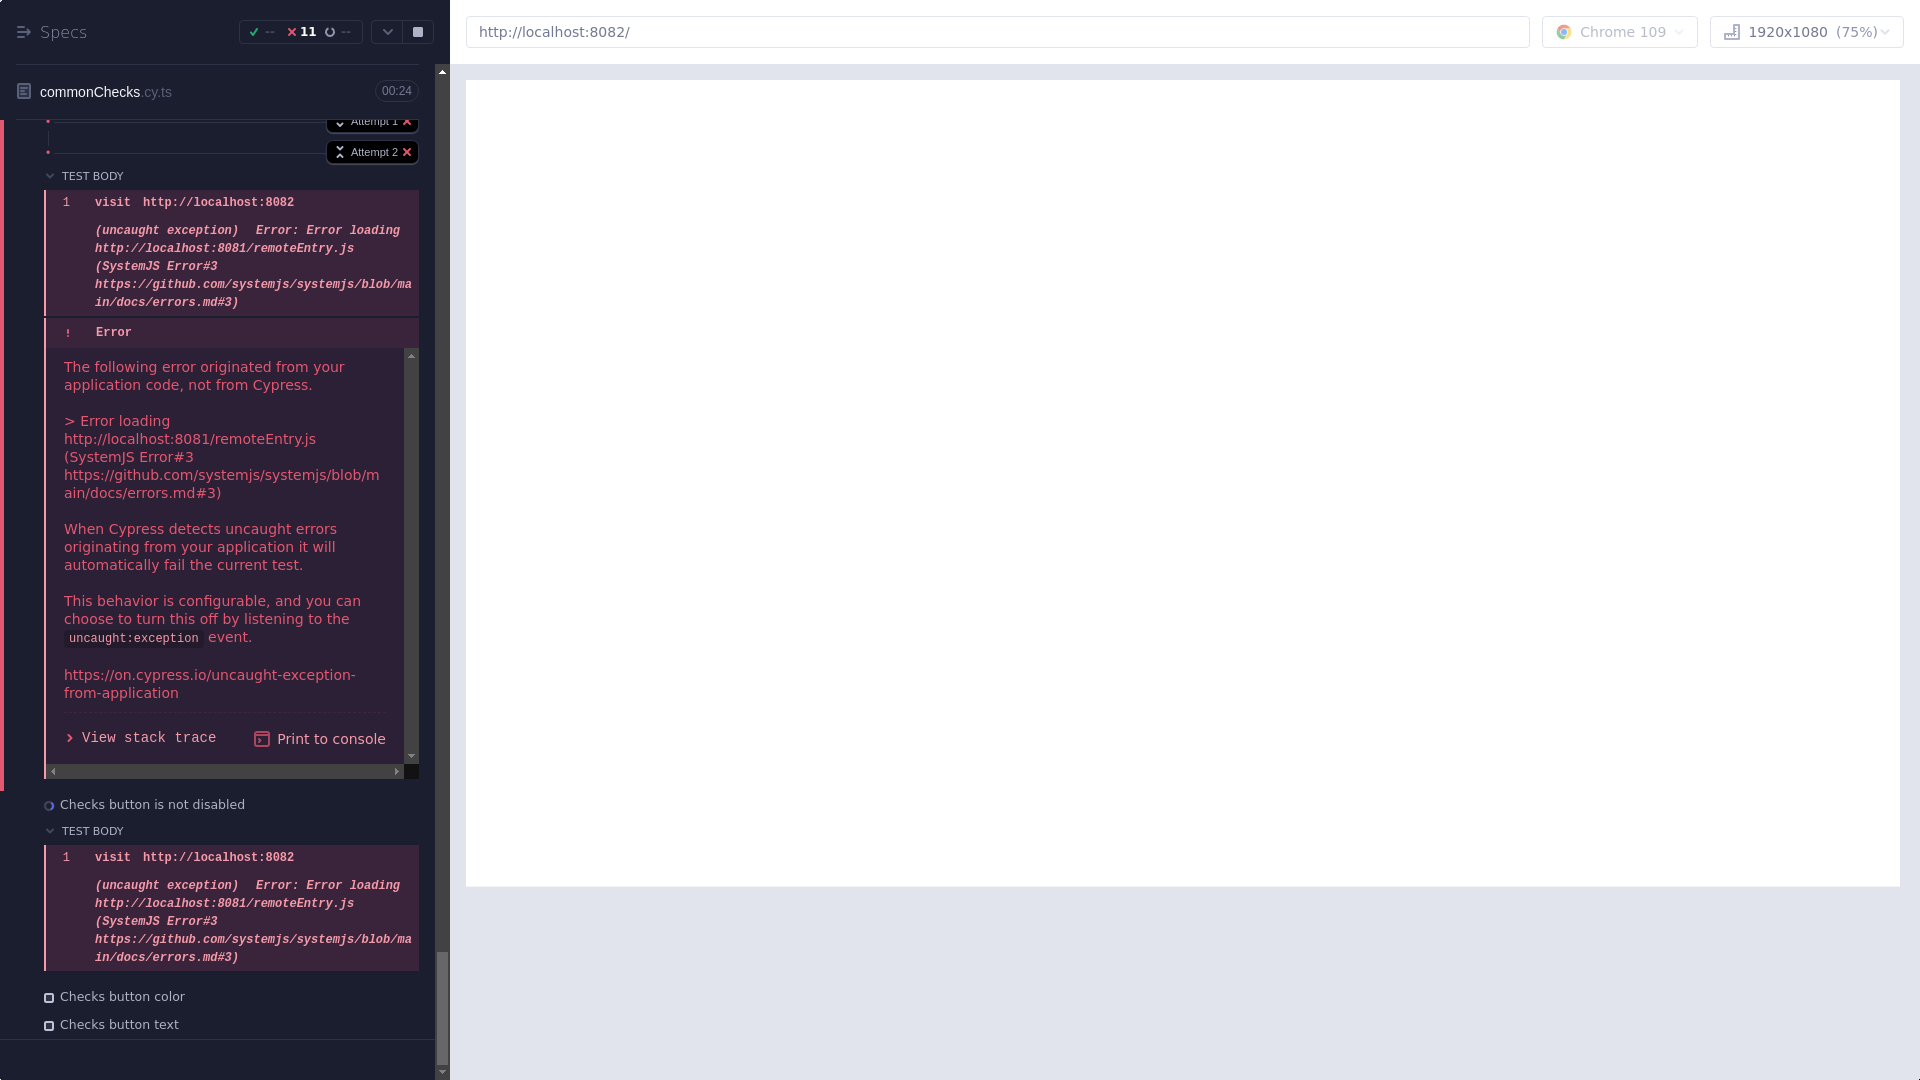 Specs
-- 11 --
http://localhost:8082/
Chrome 109
1920x1080 (75%)
commonChecks.cy.ts
00:24
Attempt 1
Attempt 2
TEST BODY
1 visit http://localhost:8082
(uncaught exception) Error: Error loading
http://localhost:8081/remoteEntry.js
(SystemJS Error#3
https://github.com/systemjs/systemjs/blob/ma
in/docs/errors.md#3)
! Error
The following error originated from your
application code, not from Cypress.
> Error loading
http://localhost:8081/remoteEntry.js
(SystemJS Error#3
https://github.com/systemjs/systemjs/blob/m
ain/docs/errors.md#3)
When Cypress detects uncaught errors
originating from your application it will
automatically fail the current test.
This behavior is configurable, and you can
choose to turn this off by listening to the
uncaught:exception event.
https://on.cypress.io/uncaught-exception-
from-application
View stack trace
Print to console
Checks button is not disabled
TEST BODY
1 visit http://localhost:8082
(uncaught exception) Error: Error loading
http://localhost:8081/remoteEntry.js
(SystemJS Error#3
https://github.com/systemjs/systemjs/blob/ma
in/docs/errors.md#3)
Checks button color
Checks button text